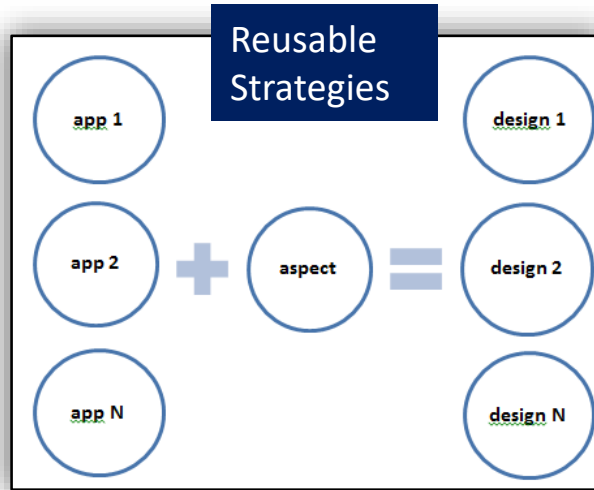 Reusable
Strategies
app 1
design 1
app 2
aspect
design 2
app N
design N